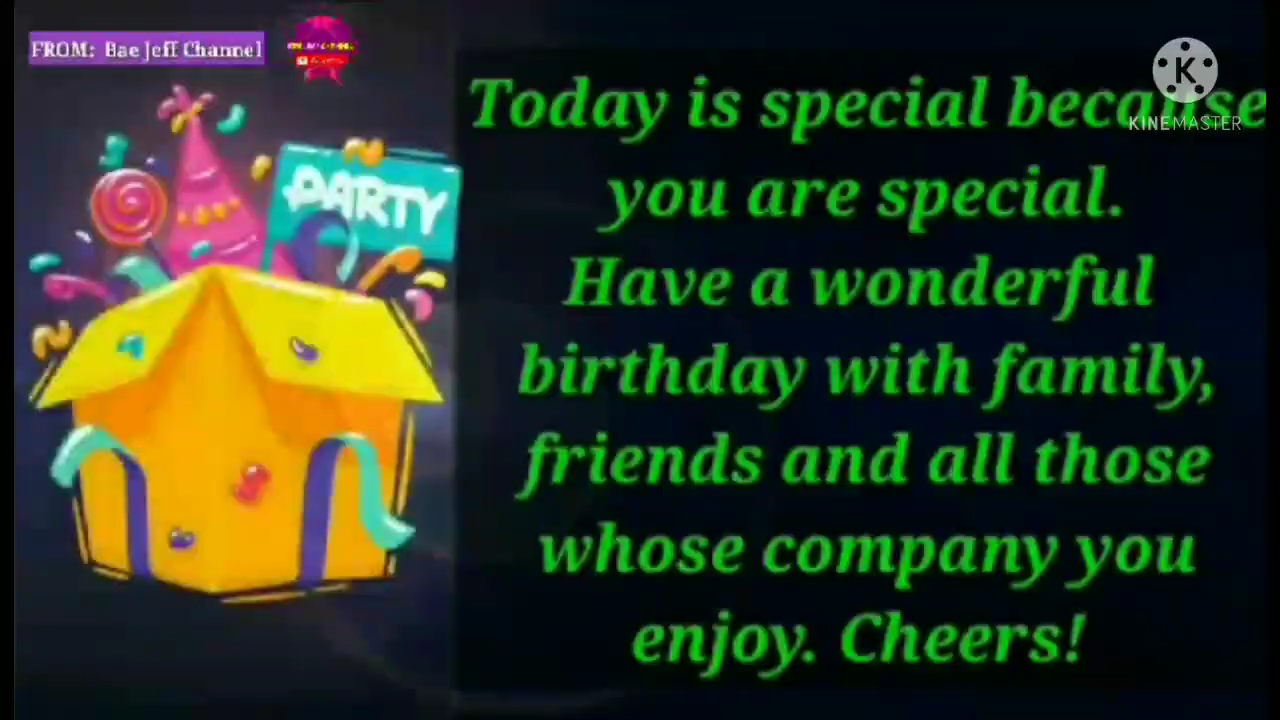 FROM: Bae Jeff Channel
PARTY
Today is special because
you are special.
Have a wonderful
birthday with family,
friends and all those
whose company you
enjoy. Cheers!
K
KINEMASTER